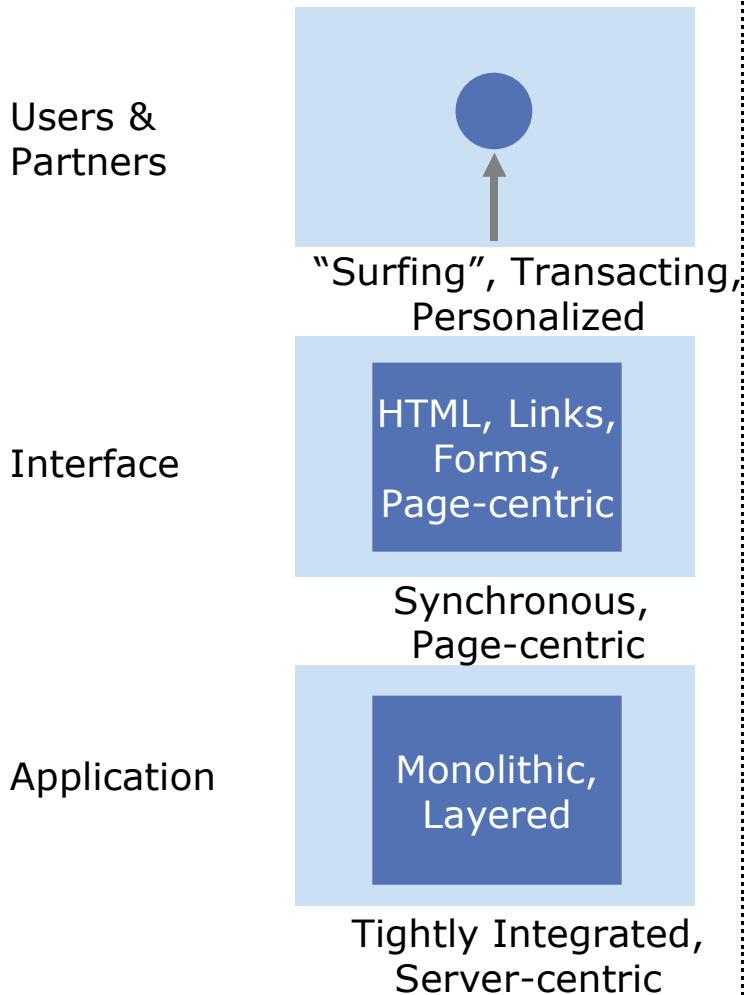 Users &
Partners
“Surfing”, Transacting,
Personalized
Interface
HTML, Links,
Forms,
Page-centric
Synchronous,
Page-centric
Application
Monolithic,
Layered
Tightly Integrated,
Server-centric